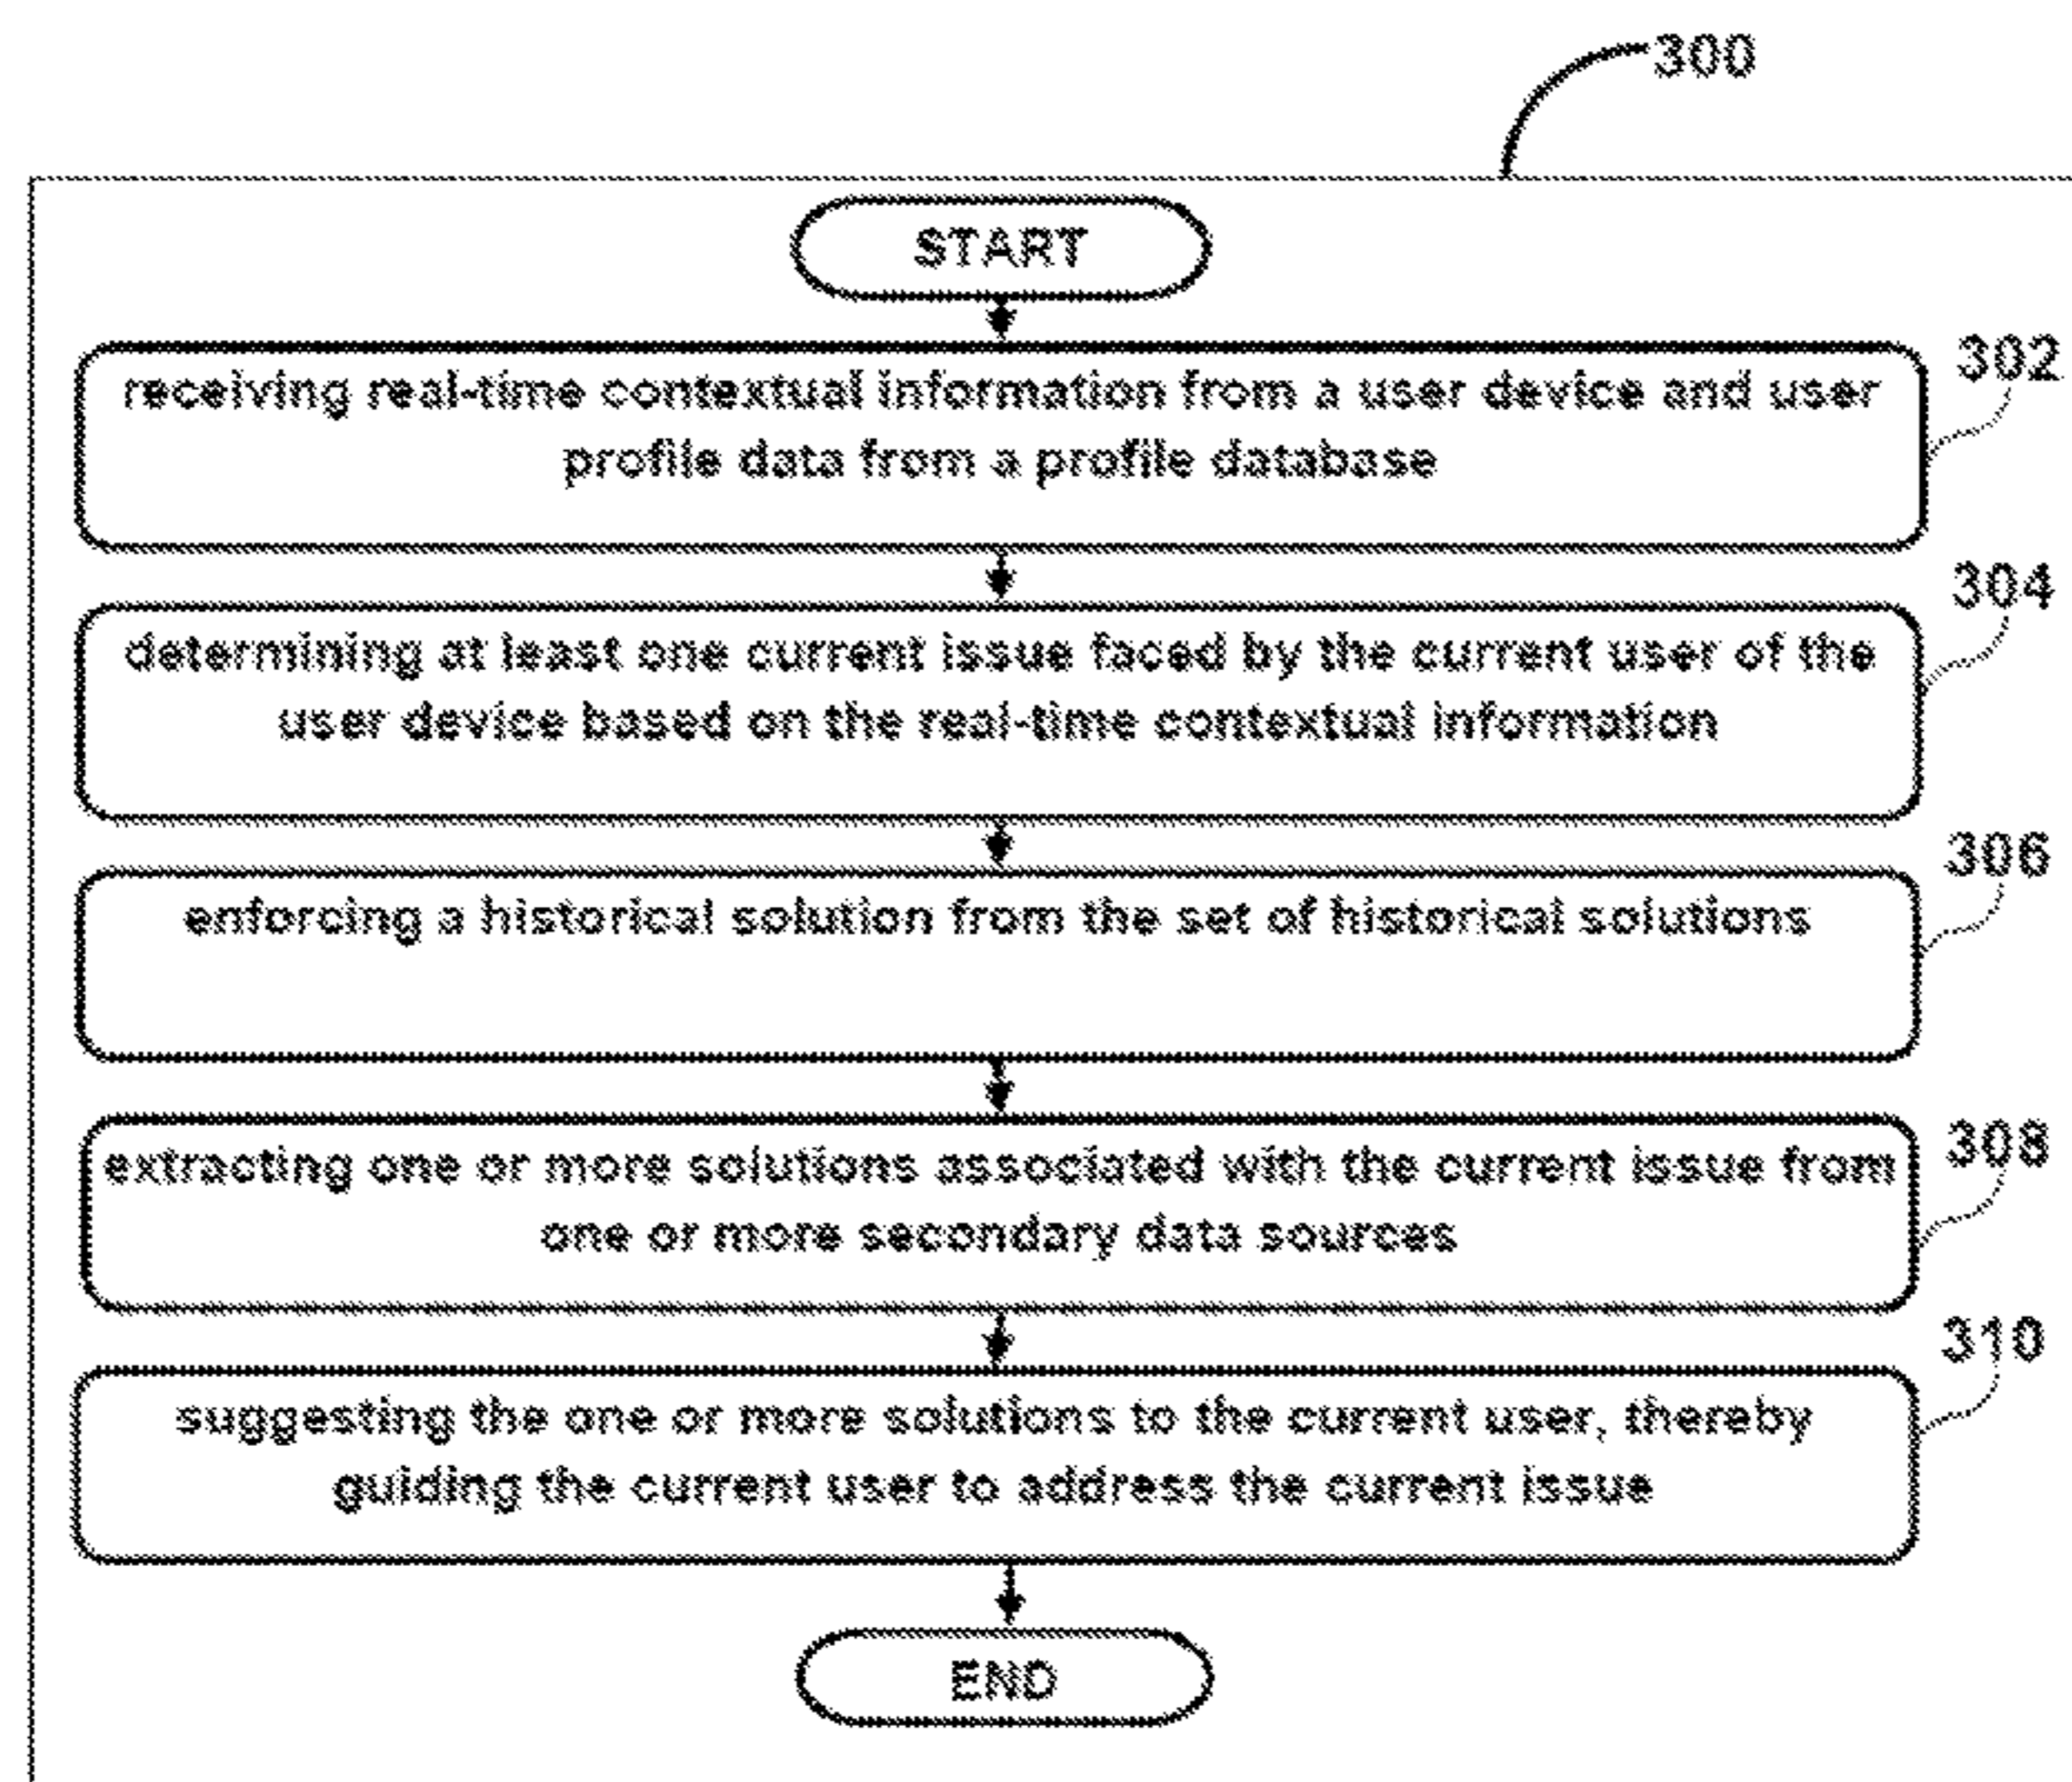 300
START
302
receiving real-time contextual information from a user device and user
profile data from a profile database
304
determining at least one current issue faced by the current user of the
user device based on the real-time contextual information
306
enforcing a historical solution from the set of historical solutions
308
extracting one or more solutions associated with the current issue from
one or more secondary data sources
310
suggesting the one or more solutions to the current user, thereby
guiding the current user to address the current issue
END